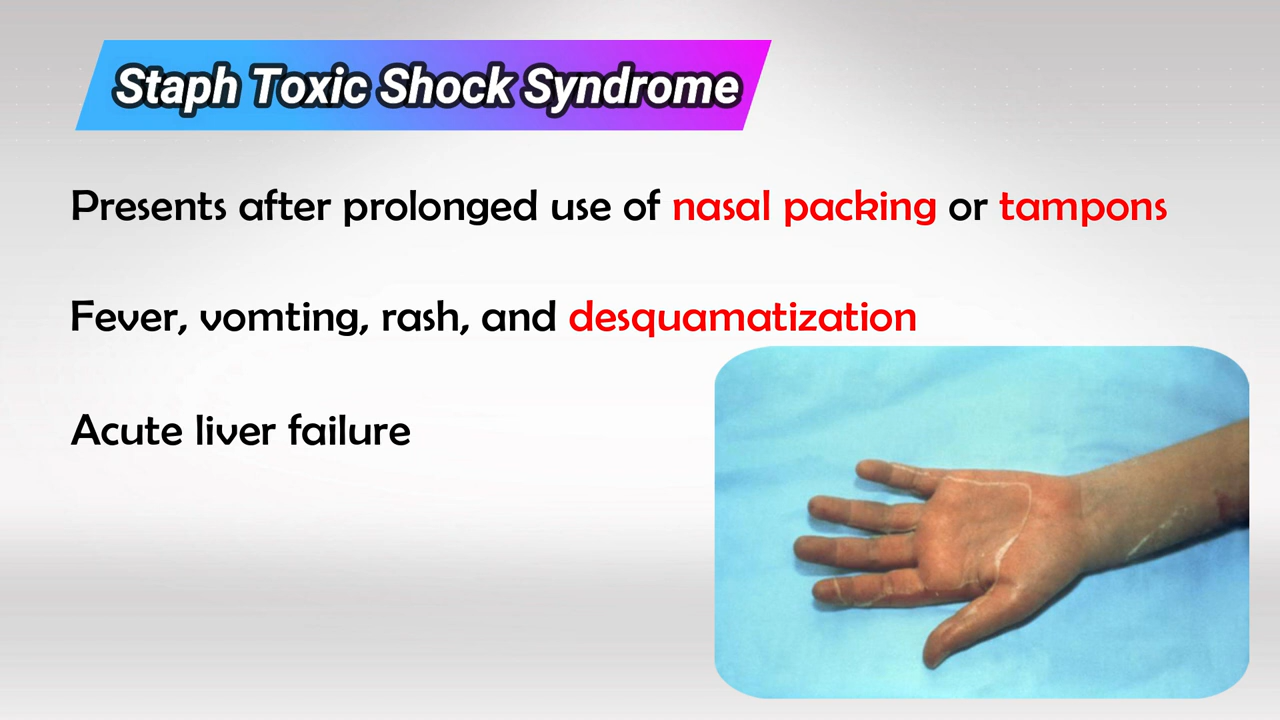 Staph Toxic Shock Syndrome
Presents after prolonged use of nasal packing or tampons
Fever, vomting, rash, and desquamatization
Acute liver failure